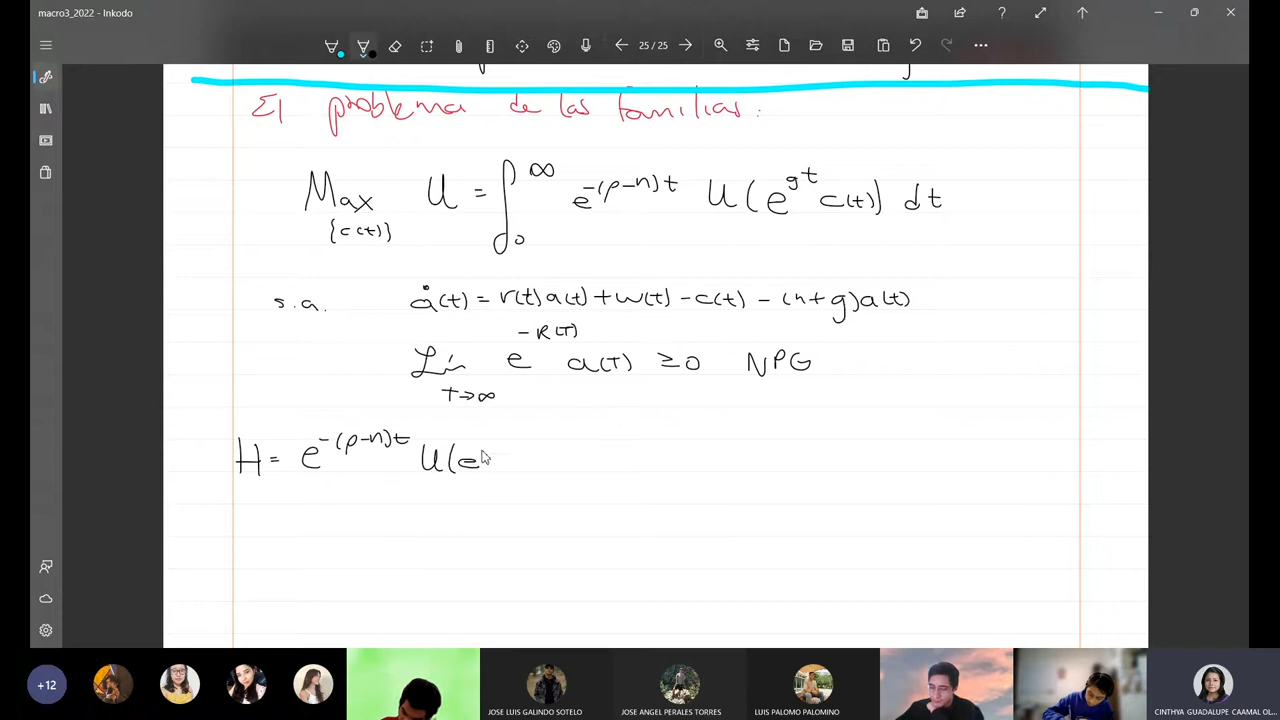 macro3_2022 - Inkodo
25 / 25
El problema de las familias.
Max U = ∫₀^∞ e^{-(ρ-n)t} U(e^{gt} c(t)) dt
{c(t)}
s.a. ȧ(t) = r(t)a(t) + w(t) - c(t) - (n+g)a(t)
Lim e^{-R(T)} a(T) ≥0 NPG
T→∞
H = e^{-(ρ-n)t} U(e
+12
JOSE LUIS GALINDO SOTELO
JOSE ANGEL PERALES TORRES
LUIS PALOMO PALOMINO
CINTHYA GUADALUPE CAAMAL OL...